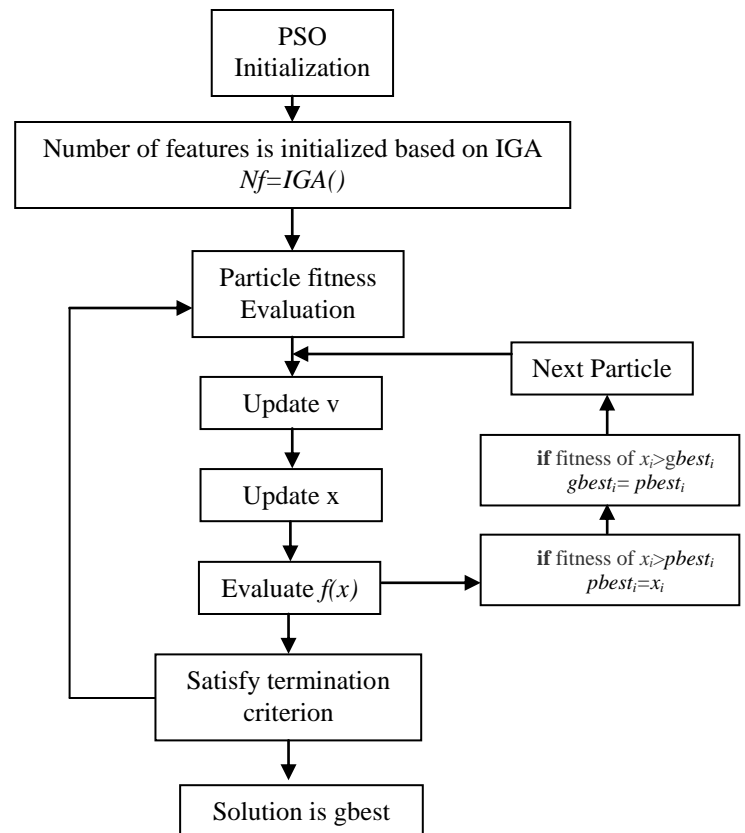 PSO
Initialization
Number of features is initialized based on IGA
Nf=IGA()
Particle fitness
Evaluation
Next Particle
Update v
if fitness of xᵢ>gbestᵢ
gbestᵢ= pbestᵢ
Update x
if fitness of xᵢ>pbestᵢ
pbestᵢ=xᵢ
Evaluate f(x)
Satisfy termination
criterion
Solution is gbest